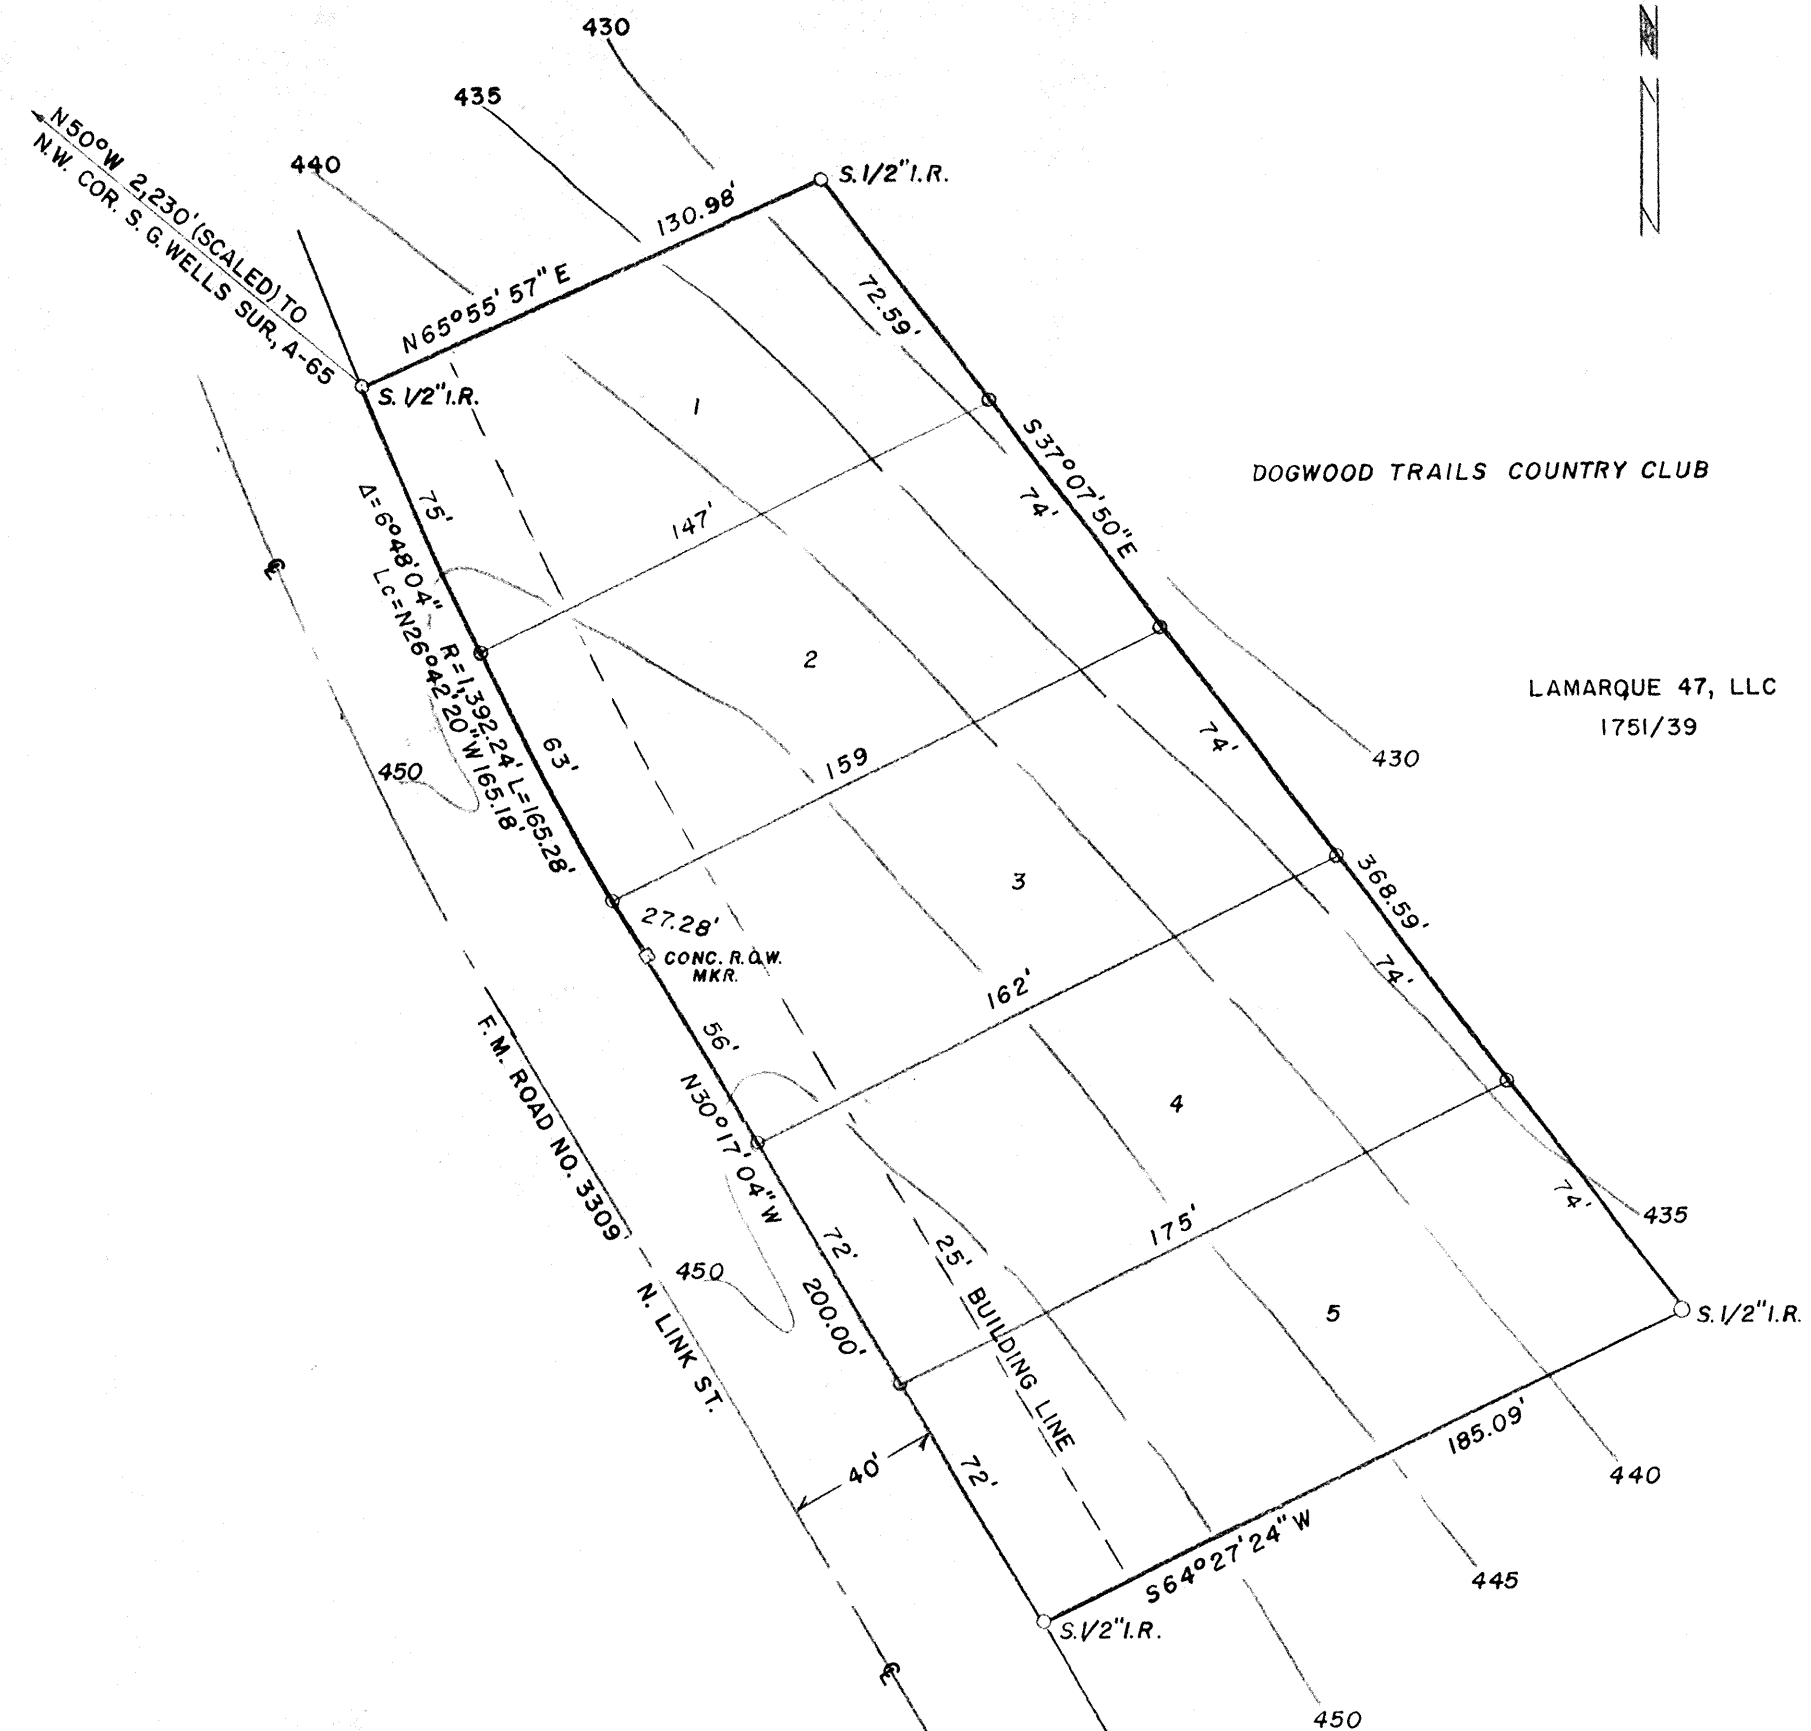 430
435
440
N50°W 2,230'(SCALED) TO
N.W. COR. S. G. WELLS SUR., A-65
S. 1/2" I.R.
130.98'
N 65° 55' 57" E
S. 1/2" I.R.
72.59'
1
S 37° 07' 50" E
DOGWOOD TRAILS COUNTRY CLUB
75'
147'
74'
Δ=6°48'04" R=1,392.24' L=165.28'
LC=N26°42'20"W 165.18'
2
LAMARQUE 47, LLC
1751/39
63'
159
74'
430
450
3
368.59'
27.28'
CONC. R.O.W.
MKR.
162'
74'
56'
F. M. ROAD NO. 3309
N30°17'04"W
4
74'
435
175'
72'
25' BUILDING LINE
450
N. LINK ST.
200.00'
5
S. 1/2" I.R.
185.09'
40'
72'
440
S 64° 27' 24" W
445
S. 1/2" I.R.
450